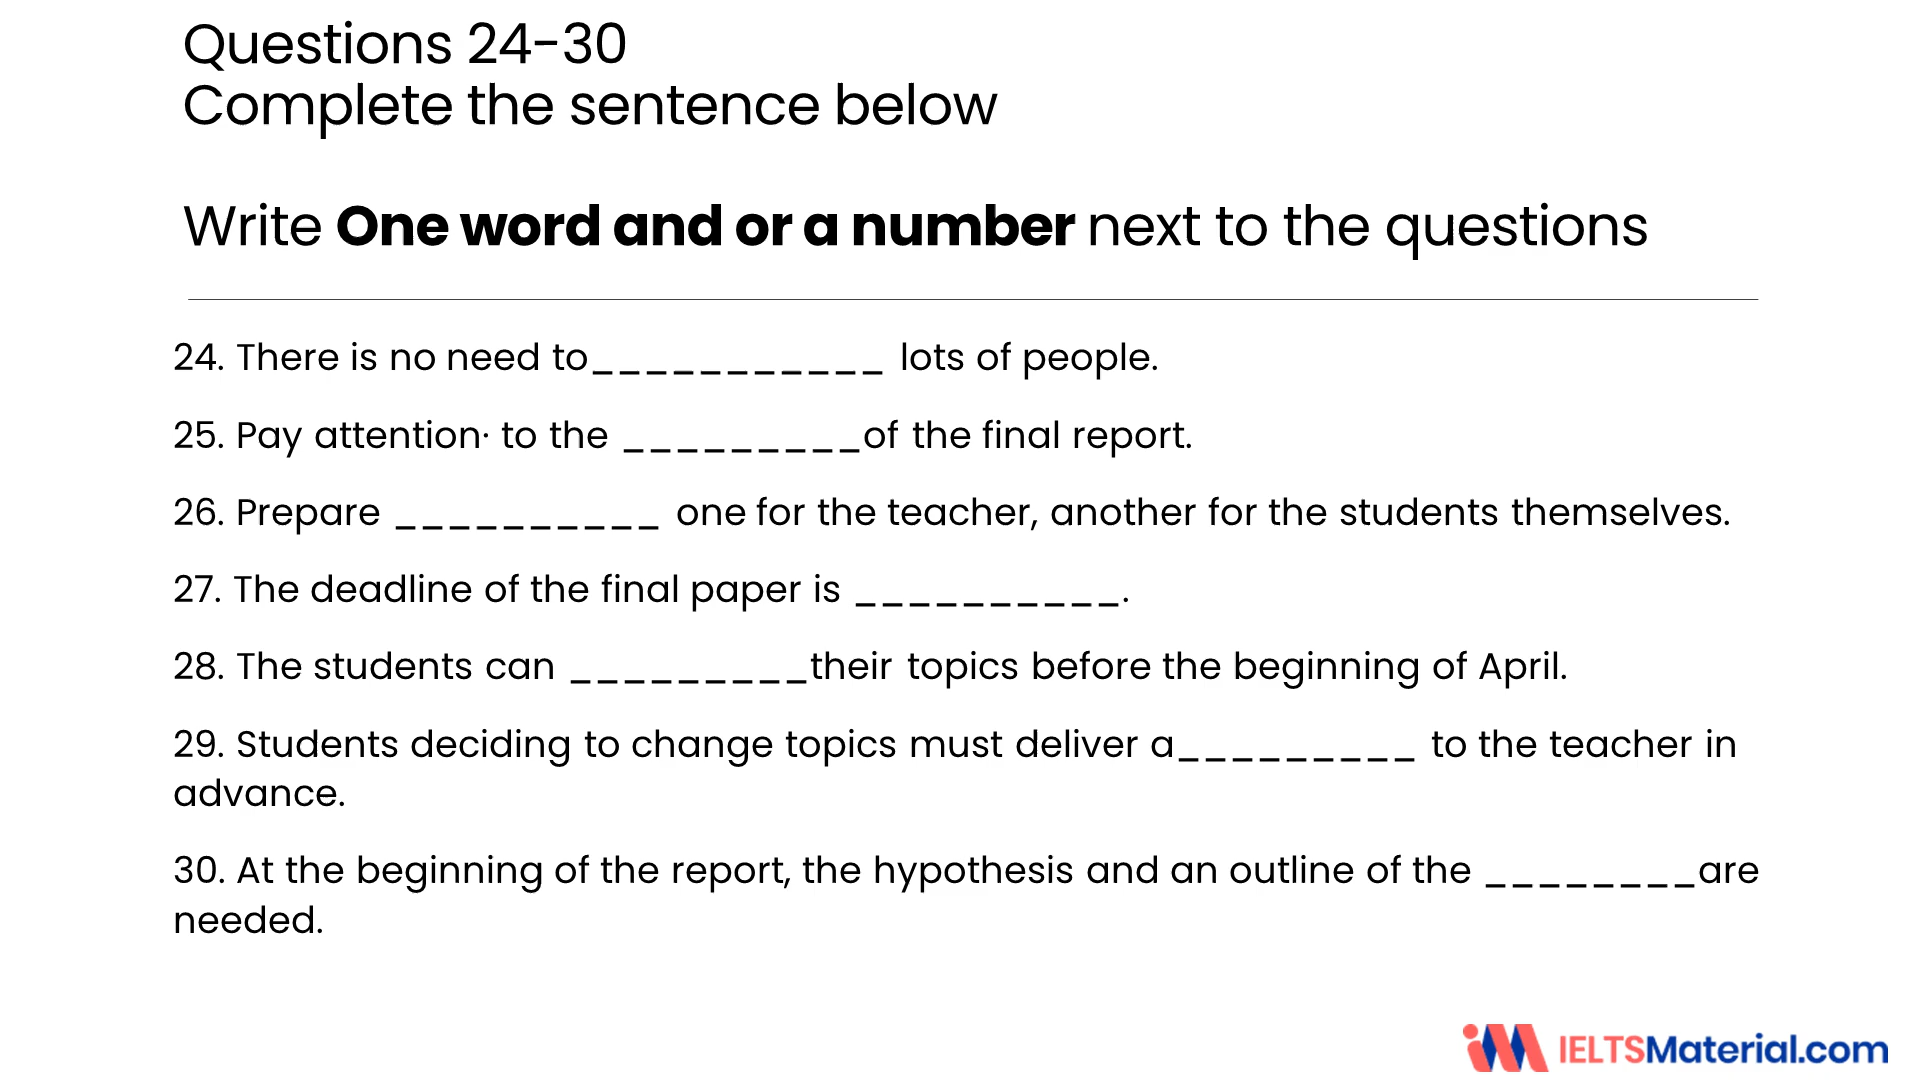 Questions 24-30
Complete the sentence below
Write One word and or a number next to the questions
24. There is no need to___________ lots of people.
25. Pay attention· to the _________of the final report.
26. Prepare __________ one for the teacher, another for the students themselves.
27. The deadline of the final paper is __________.
28. The students can _________their topics before the beginning of April.
29. Students deciding to change topics must deliver a_________ to the teacher in
advance.
30. At the beginning of the report, the hypothesis and an outline of the ________are
needed.
IELTSMaterial.com